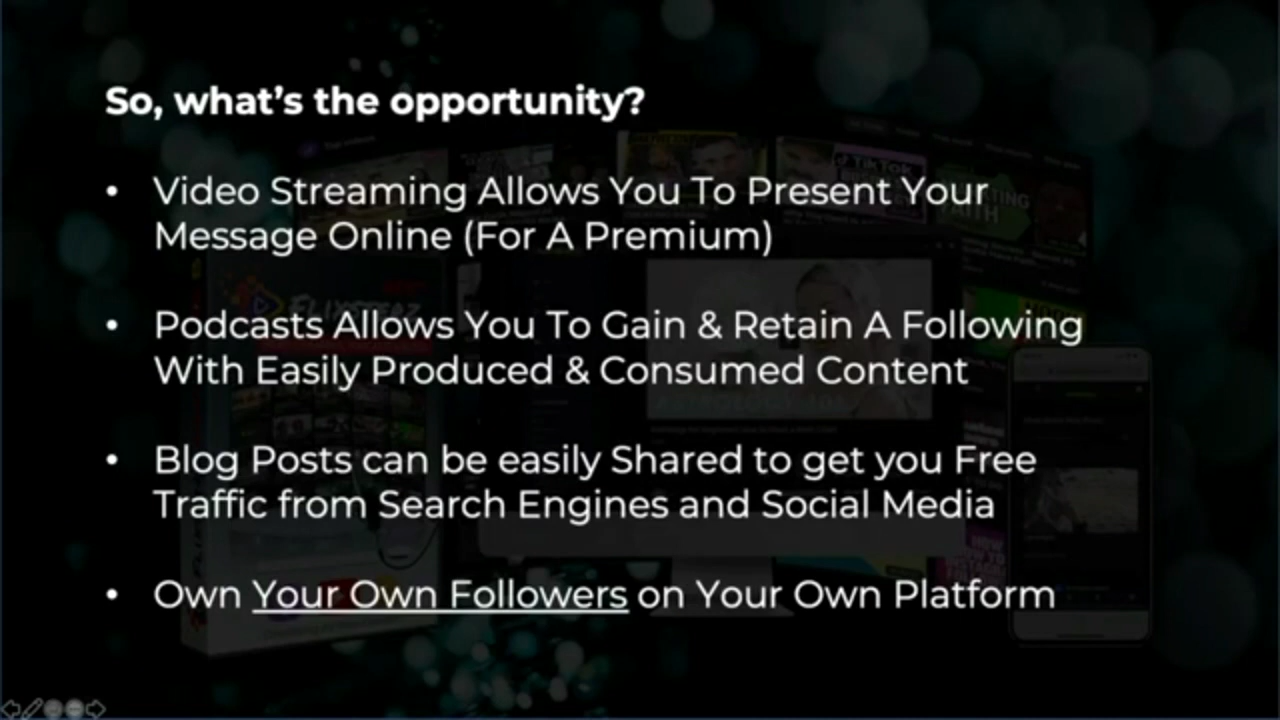 So, what's the opportunity?
• Video Streaming Allows You To Present Your
Message Online (For A Premium)
• Podcasts Allows You To Gain & Retain A Following
With Easily Produced & Consumed Content
• Blog Posts can be easily Shared to get you Free
Traffic from Search Engines and Social Media
• Own Your Own Followers on Your Own Platform